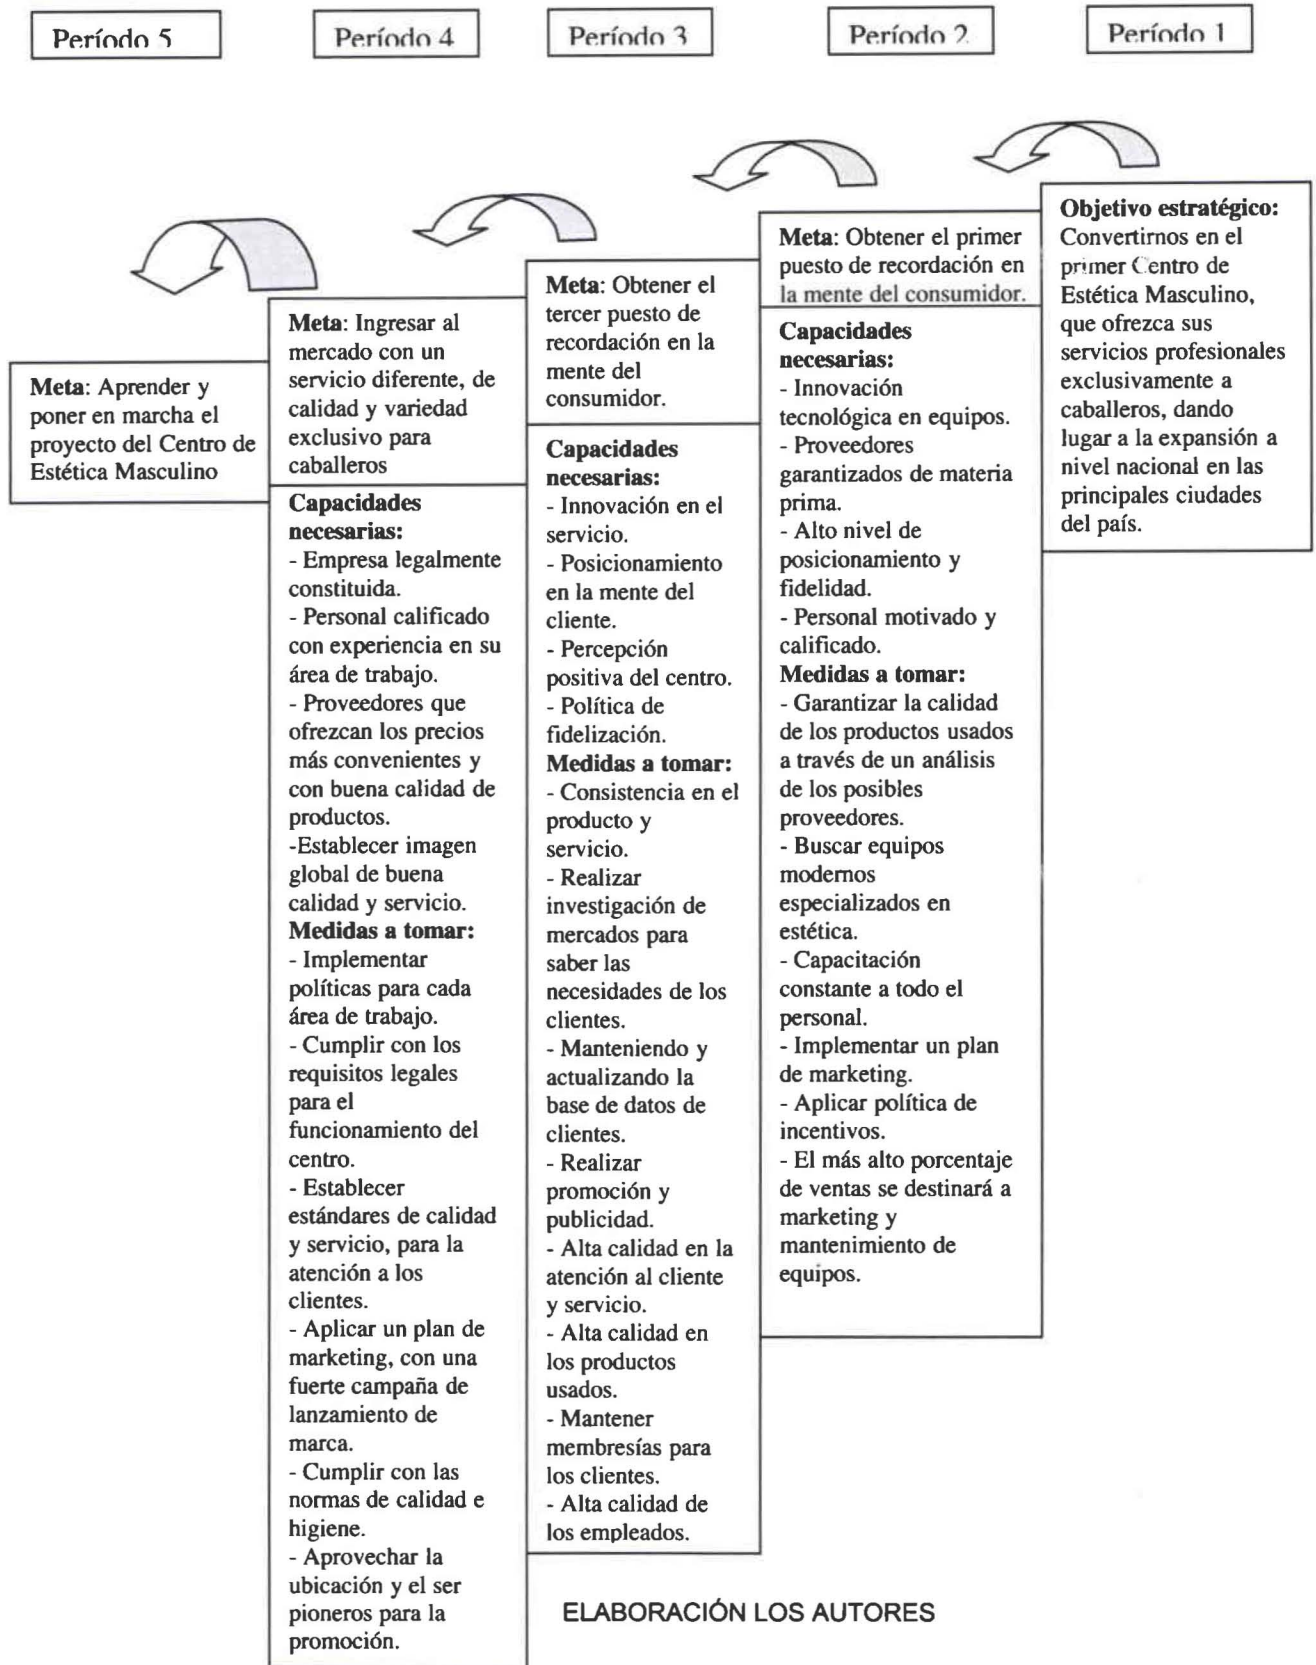 Período 5
Período 4
Período 3
Período 2
Período 1
Meta: Aprender y
poner en marcha el
proyecto del Centro de
Estética Masculino
Meta: Ingresar al
mercado con un
servicio diferente, de
calidad y variedad
exclusivo para
caballeros
Capacidades
necesarias:
- Empresa legalmente
constituida.
- Personal calificado
con experiencia en su
área de trabajo.
- Proveedores que
ofrezcan los precios
más convenientes y
con buena calidad de
productos.
-Establecer imagen
global de buena
calidad y servicio.
Medidas a tomar:
- Implementar
políticas para cada
área de trabajo.
- Cumplir con los
requisitos legales
para el
funcionamiento del
centro.
- Establecer
estándares de calidad
y servicio, para la
atención a los
clientes.
- Aplicar un plan de
marketing, con una
fuerte campaña de
lanzamiento de
marca.
- Cumplir con las
normas de calidad e
higiene.
- Aprovechar la
ubicación y el ser
pioneros para la
promoción.
Meta: Obtener el
tercer puesto de
recordación en la
mente del
consumidor.
Capacidades
necesarias:
- Innovación en el
servicio.
- Posicionamiento
en la mente del
cliente.
- Percepción
positiva del centro.
- Política de
fidelización.
Medidas a tomar:
- Consistencia en el
producto y
servicio.
- Realizar
investigación de
mercados para
saber las
necesidades de los
clientes.
- Manteniendo y
actualizando la
base de datos de
clientes.
- Realizar
promoción y
publicidad.
- Alta calidad en la
atención al cliente
y servicio.
- Alta calidad en
los productos
usados.
- Mantener
membresías para
los clientes.
- Alta calidad de
los empleados.
Meta: Obtener el primer
puesto de recordación en
la mente del consumidor.
Capacidades
necesarias:
- Innovación
tecnológica en equipos.
- Proveedores
garantizados de materia
prima.
- Alto nivel de
posicionamiento y
fidelidad.
- Personal motivado y
calificado.
Medidas a tomar:
- Garantizar la calidad
de los productos usados
a través de un análisis
de los posibles
proveedores.
- Buscar equipos
modernos
especializados en
estética.
- Capacitación
constante a todo el
personal.
- Implementar un plan
de marketing.
- Aplicar política de
incentivos.
- El más alto porcentaje
de ventas se destinará a
marketing y
mantenimiento de
equipos.
Objetivo estratégico:
Convertirnos en el
primer Centro de
Estética Masculino,
que ofrezca sus
servicios profesionales
exclusivamente a
caballeros, dando
lugar a la expansión a
nivel nacional en las
principales ciudades
del país.
ELABORACIÓN LOS AUTORES